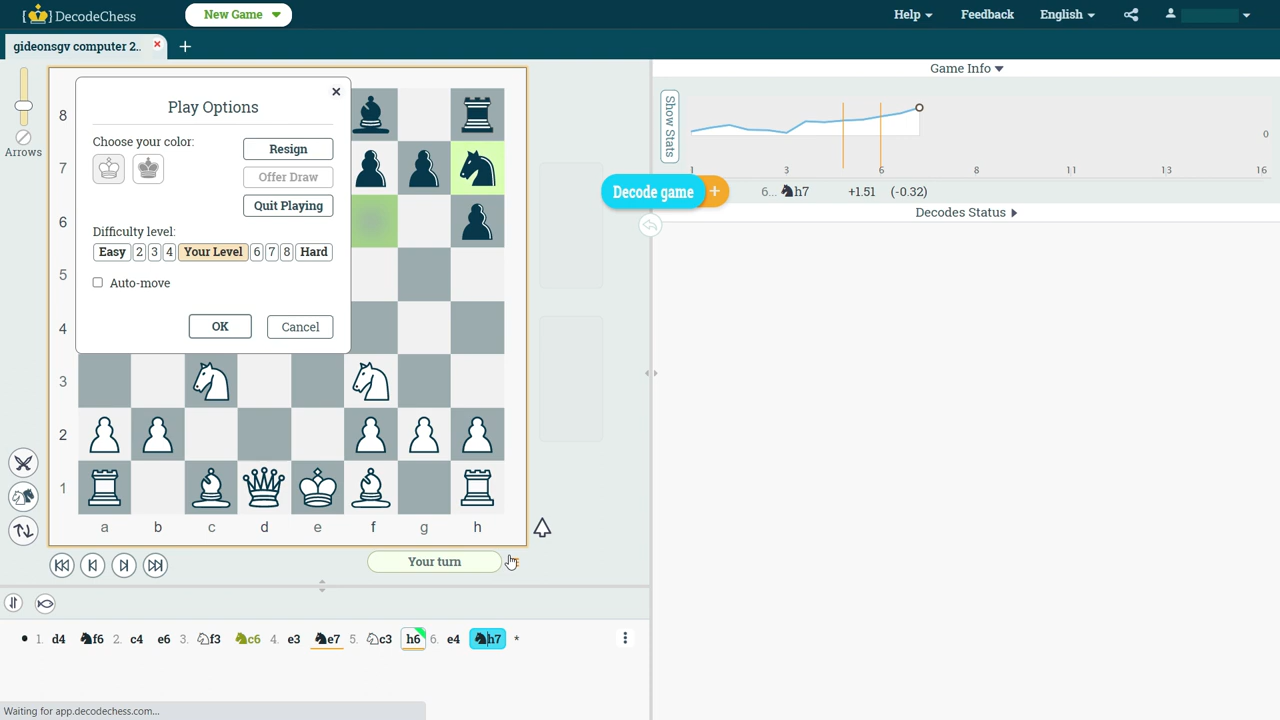 DecodeChess
New Game
Help
Feedback
English
gideonsgv computer 2..
Arrows
Play Options
Choose your color:
Resign
Offer Draw
Quit Playing
Difficulty level:
Easy 2 3 4 Your Level 6 7 8 Hard
Auto-move
OK
Cancel
8
7
6
5
4
3
2
1
a b c d e f g h
Your turn
1. d4 f6 2. c4 e6 3. f3 c6 4. e3 e7 5. c3 h6 6. e4 h7 *
Game Info
Show Stats
0
1 3 6 8 11 13 16
Decode game +
6... h7 +1.51 (-0.32)
Decodes Status
Waiting for app.decodechess.com...